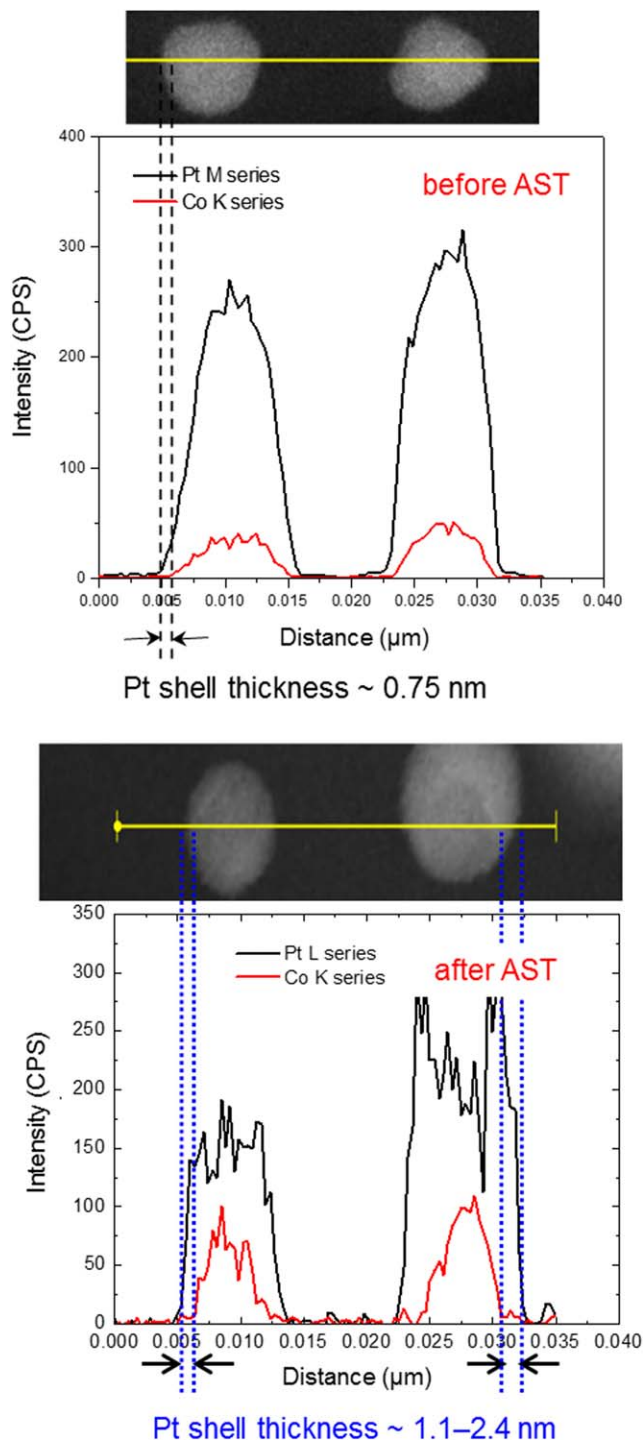 400
Pt M series
Co K series
before AST
300
200
100
0
Intensity (CPS)
0.000 0.005 0.010 0.015 0.020 0.025 0.030 0.035 0.040
Distance (μm)
Pt shell thickness ~ 0.75 nm
350
Pt L series
Co K series
after AST
300
250
200
150
100
50
0
Intensity (CPS)
0.000 0.005 0.010 0.015 0.020 0.025 0.030 0.035 0.040
Distance (μm)
Pt shell thickness ~ 1.1–2.4 nm